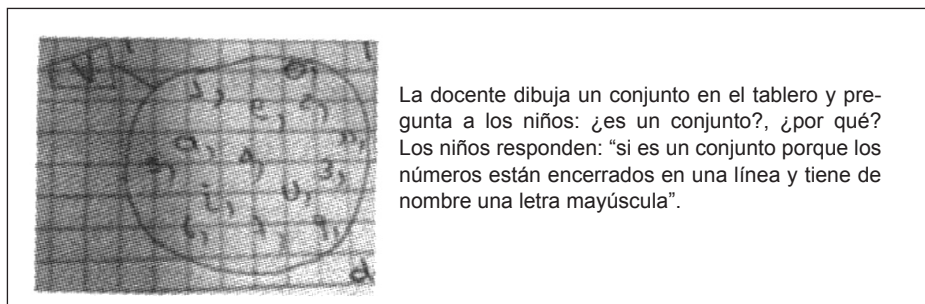 V
o,
e,
a,
4,
3,
i,
u,
d
La docente dibuja un conjunto en el tablero y pre-
gunta a los niños: ¿es un conjunto?, ¿por qué?
Los niños responden: “si es un conjunto porque los
números están encerrados en una línea y tiene de
nombre una letra mayúscula”.